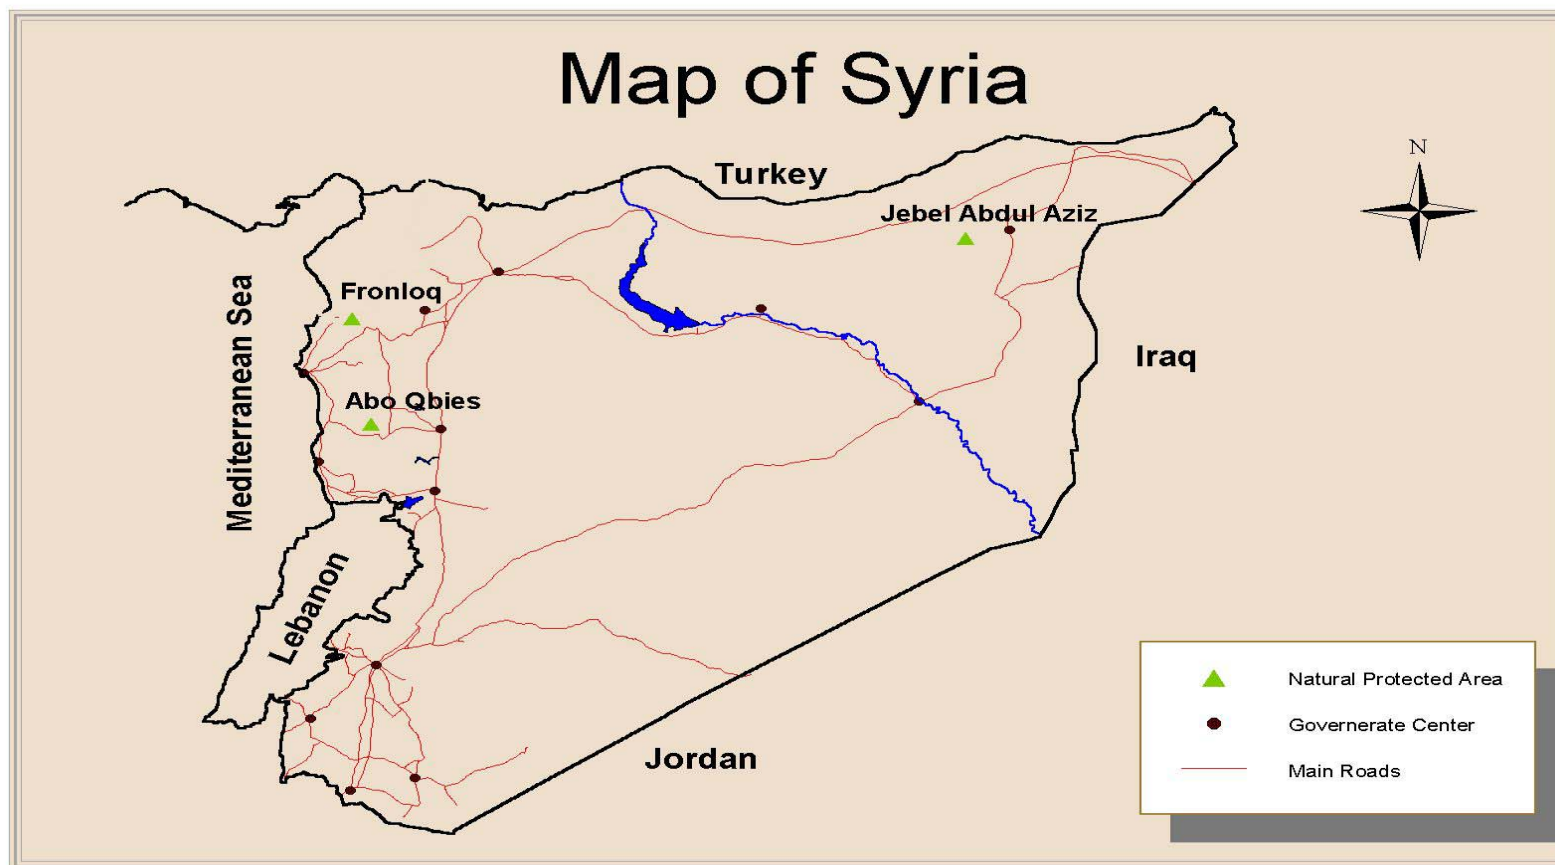 Map of Syria
N
Turkey
Jebel Abdul Aziz
Fronloq
Mediterranean Sea
Iraq
Abo Qbies
Lebanon
Jordan
Natural Protected Area
Governerate Center
Main Roads